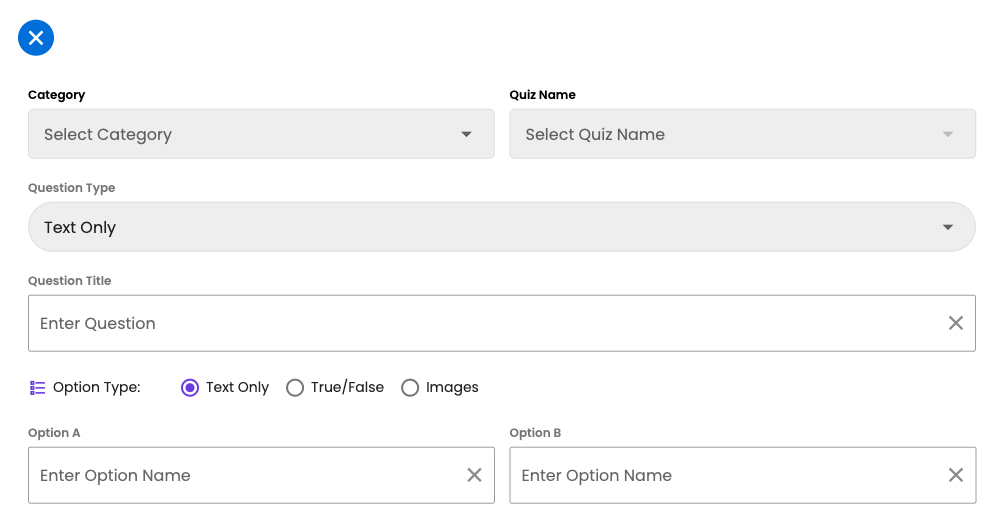 Category Quiz Name
Select Category Select Quiz Name
Question Type
Text Only
Question Title
Enter Question
Option Type: Text Only True/False Images
Option A Option B
Enter Option Name Enter Option Name